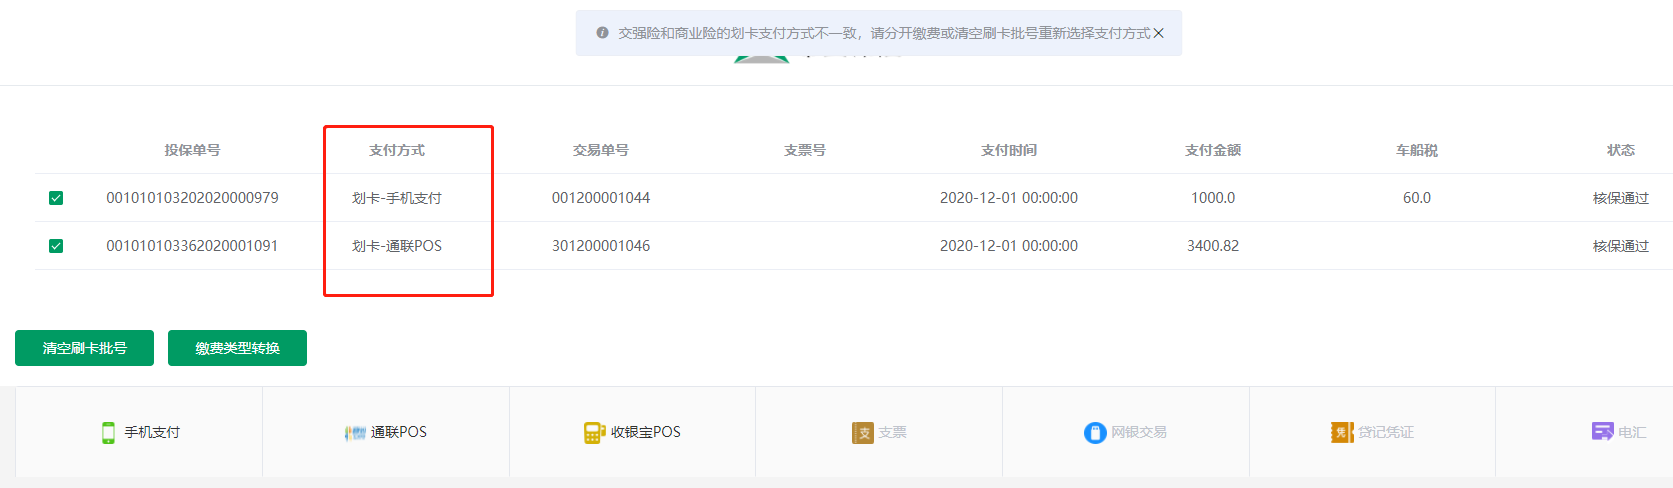 交强险和商业险的划卡支付方式不一致，请分开缴费或清空刷卡批号重新选择支付方式
投保单号 支付方式 交易单号 支票号 支付时间 支付金额 车船税 状态
001010103202020000979 划卡-手机支付 001200001044 2020-12-01 00:00:00 1000.0 60.0 核保通过
001010103362020001091 划卡-通联POS 301200001046 2020-12-01 00:00:00 3400.82 核保通过
清空刷卡批号 缴费类型转换
手机支付 通联POS 收银宝POS 支票 网银交易 贷记凭证 电汇